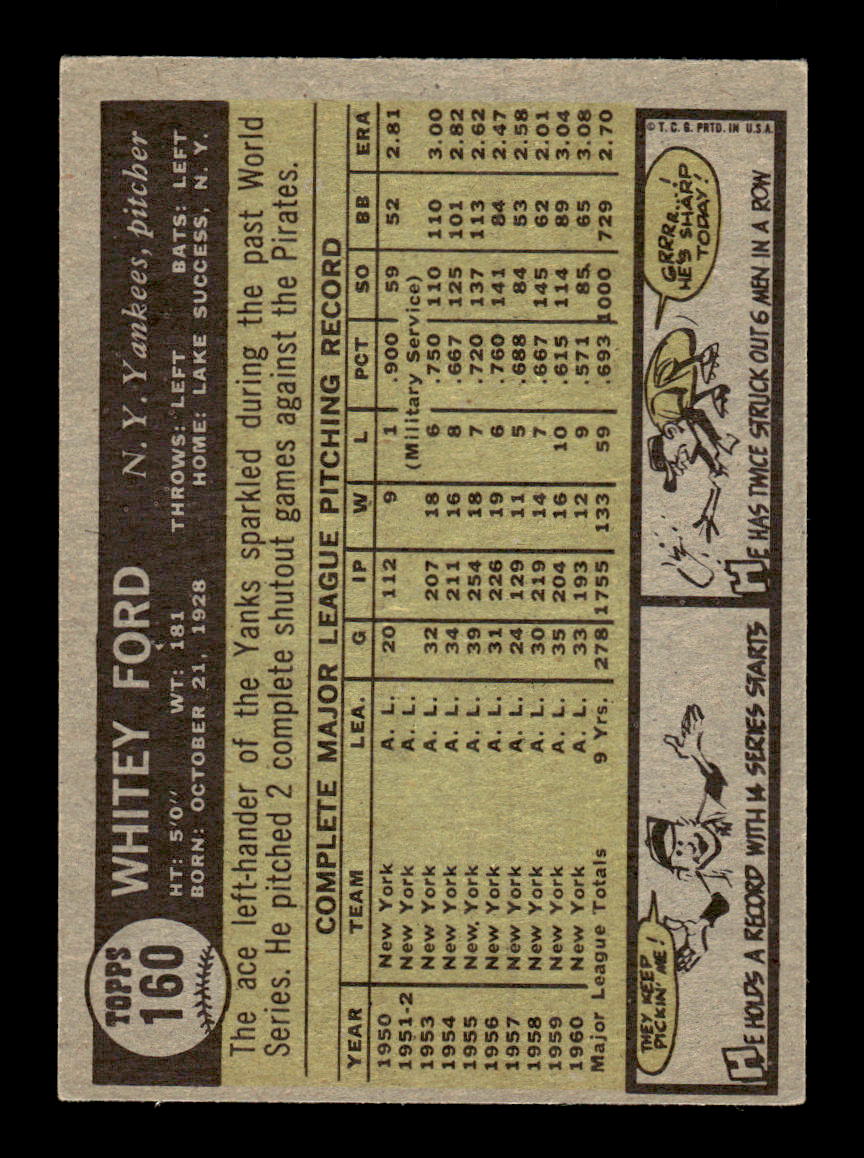 TOPPS
160
WHITEY FORD N.Y. Yankees, pitcher
HT: 5'0" WT: 181 THROWS: LEFT BATS: LEFT
BORN: OCTOBER 21, 1928 HOME: LAKE SUCCESS, N. Y.
The ace left-hander of the Yanks sparkled during the past World
Series. He pitched 2 complete shutout games against the Pirates.
COMPLETE MAJOR LEAGUE PITCHING RECORD
YEAR TEAM LEA. G IP W L PCT SO BB ERA
1950 New York A. L. 20 112 9 1 .900 59 52 2.81
1951-2 New York A. L. (Military Service)
1953 New York A. L. 32 207 18 6 .750 110 110 3.00
1954 New York A. L. 34 211 16 8 .667 125 101 2.82
1955 New York A. L. 39 254 18 7 .720 137 113 2.62
1956 New York A. L. 31 226 19 6 .760 141 84 2.47
1957 New York A. L. 24 129 11 5 .688 84 53 2.58
1958 New York A. L. 30 219 14 7 .667 145 62 2.01
1959 New York A. L. 35 204 16 10 .615 114 89 3.04
1960 New York A. L. 33 193 12 9 .571 85 65 3.08
Major League Totals 9 Yrs. 278 1755 133 59 .693 1000 729 2.70
THEY KEEP
PICKIN' ME!
HE HOLDS A RECORD WITH 14 SERIES STARTS
© T. C. G. PRTD. IN U.S.A.
GRRRR...!
HE'S SHARP
TODAY!
HE HAS TWICE STRUCK OUT 6 MEN IN A ROW